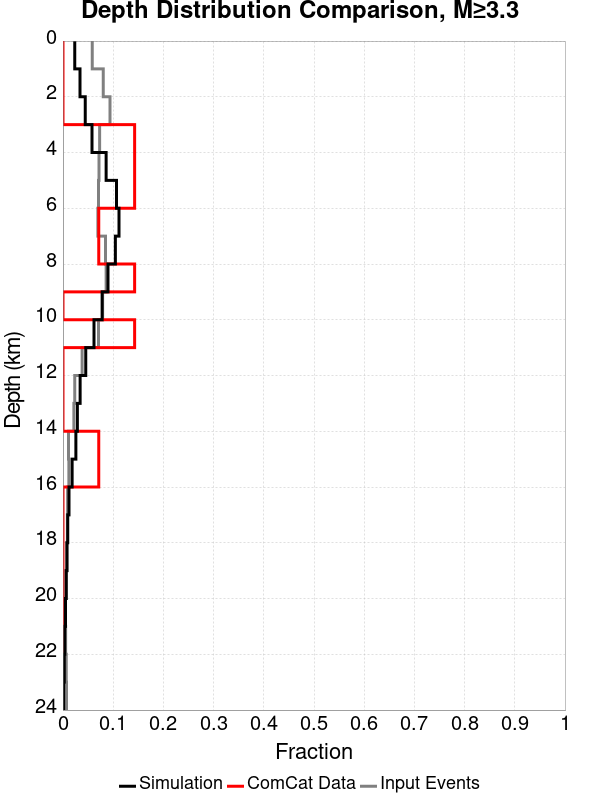 Depth Distribution Comparison, M≥3.3
0
2
4
6
8
10
12
14
16
18
20
22
24
Depth (km)
0 0.1 0.2 0.3 0.4 0.5 0.6 0.7 0.8 0.9 1
Fraction
Simulation ComCat Data Input Events